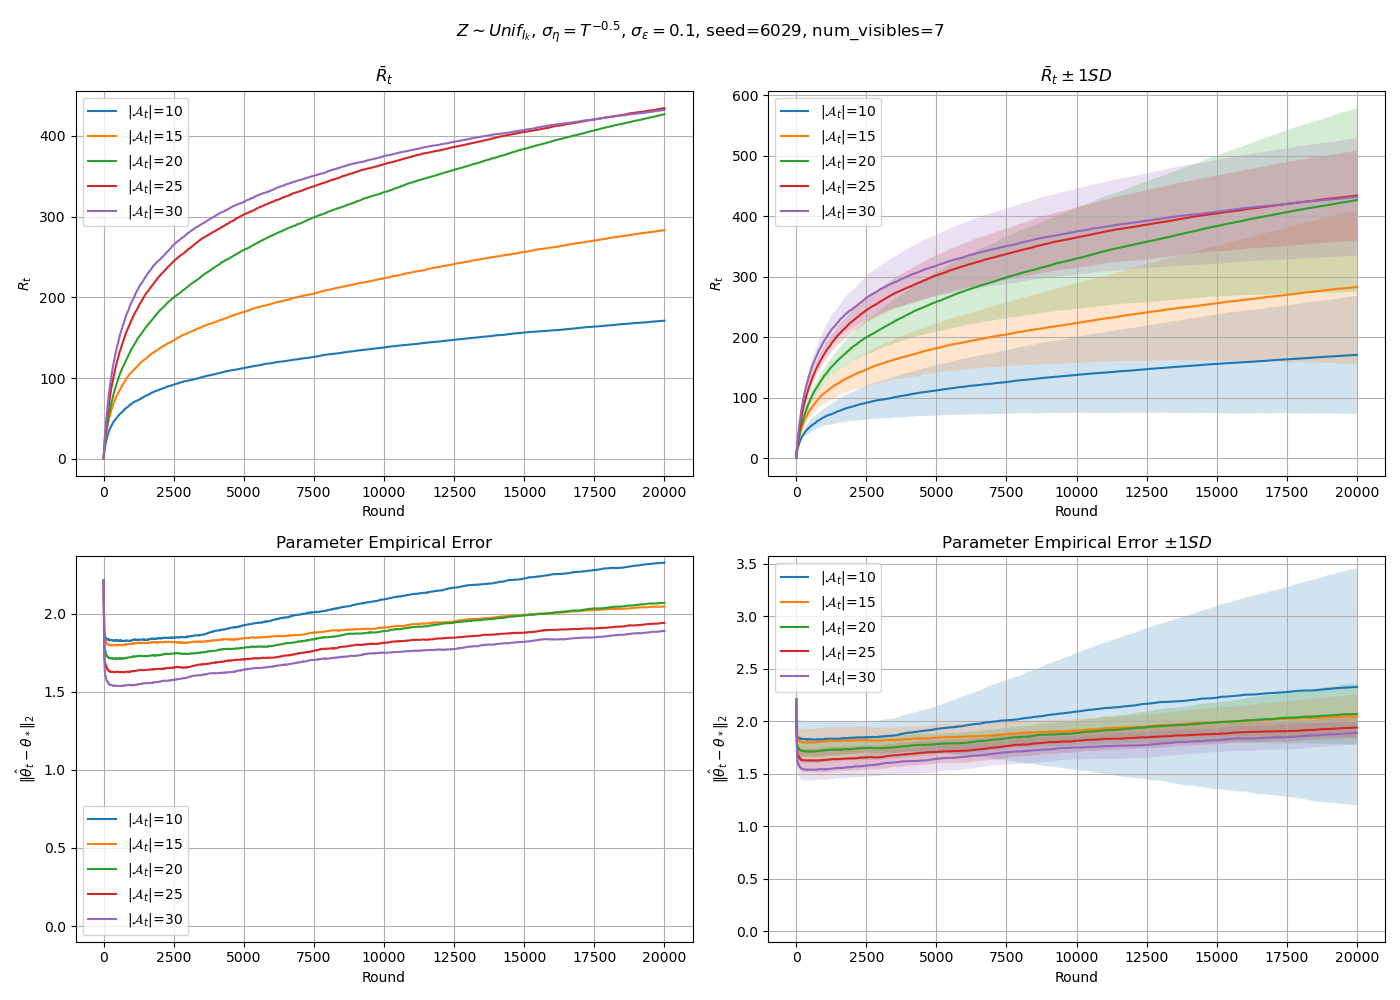 Z ∼ Unif_{I_k}, σ_η = T^{−0.5}, σ_ε = 0.1, seed=6029, num_visibles=7
R̄_t
R_t
400
300
200
100
0
|𝒜_t|=10
|𝒜_t|=15
|𝒜_t|=20
|𝒜_t|=25
|𝒜_t|=30
0 2500 5000 7500 10000 12500 15000 17500 20000
Round
R̄_t ± 1SD
R_t
600
500
400
300
200
100
0
|𝒜_t|=10
|𝒜_t|=15
|𝒜_t|=20
|𝒜_t|=25
|𝒜_t|=30
0 2500 5000 7500 10000 12500 15000 17500 20000
Round
Parameter Empirical Error
‖θ̂_t − θ_*‖_2
2.0
1.5
1.0
0.5
0.0
|𝒜_t|=10
|𝒜_t|=15
|𝒜_t|=20
|𝒜_t|=25
|𝒜_t|=30
0 2500 5000 7500 10000 12500 15000 17500 20000
Round
Parameter Empirical Error ±1SD
‖θ̂_t − θ_*‖_2
3.5
3.0
2.5
2.0
1.5
1.0
0.5
0.0
|𝒜_t|=10
|𝒜_t|=15
|𝒜_t|=20
|𝒜_t|=25
|𝒜_t|=30
0 2500 5000 7500 10000 12500 15000 17500 20000
Round